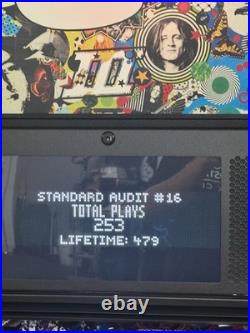 STANDARD AUDIT #16
TOTAL PLAYS
253
LIFETIME: 479